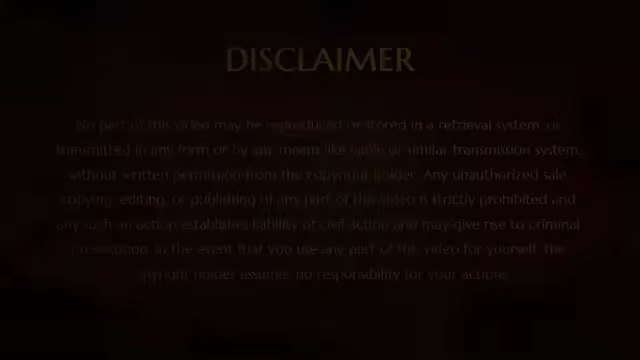 DISCLAIMER
No part of this video may be reproduced or stored in a retrieval system, or
transmitted in any form or by any means like cable or similar transmission system,
without written permission from the copyright holder. Any unauthorized sale,
copying, editing, or publishing of any part of this video is strictly prohibited and
any such an action establishes liability of civil action and may give rise to criminal
prosecution. In the event that you use any part of this video for yourself, the
copyright holder assumes no responsibility for your actions.